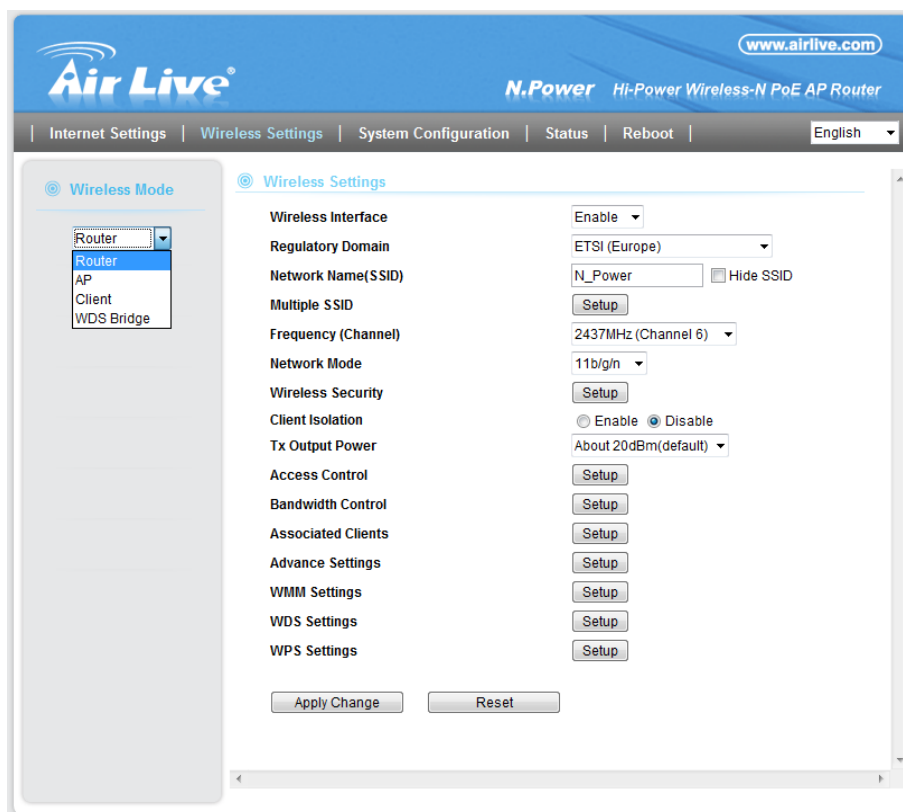 www.airlive.com
Air Live®
N.Power Hi-Power Wireless-N PoE AP Router
| Internet Settings | Wireless Settings | System Configuration | Status | Reboot | English
Wireless Mode
Router
Router
AP
Client
WDS Bridge
Wireless Settings
Wireless Interface Enable
Regulatory Domain ETSI (Europe)
Network Name(SSID) N_Power Hide SSID
Multiple SSID Setup
Frequency (Channel) 2437MHz (Channel 6)
Network Mode 11b/g/n
Wireless Security Setup
Client Isolation Enable Disable
Tx Output Power About 20dBm(default)
Access Control Setup
Bandwidth Control Setup
Associated Clients Setup
Advance Settings Setup
WMM Settings Setup
WDS Settings Setup
WPS Settings Setup
Apply Change Reset